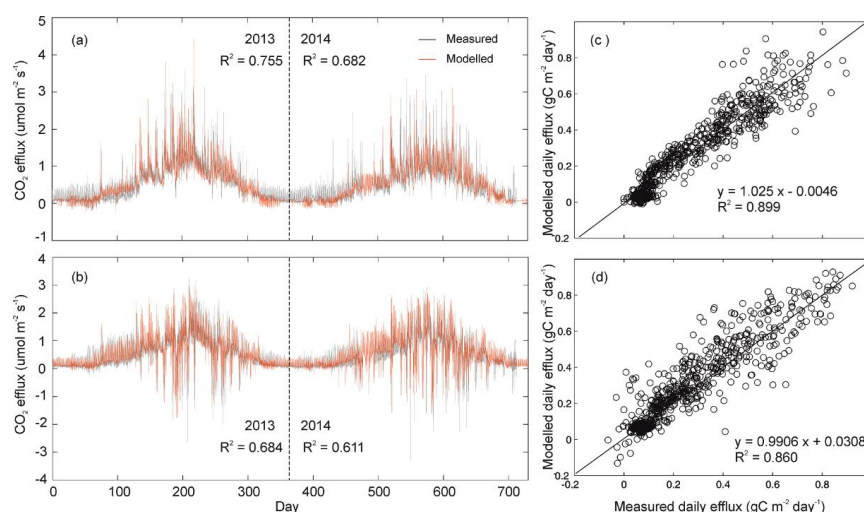 (a)
2013
2014
Measured
Modelled
R² = 0.755
R² = 0.682
CO₂ efflux (umol m⁻² s⁻¹)
5
4
3
2
1
0
-1
(b)
2013
2014
R² = 0.684
R² = 0.611
CO₂ efflux (umol m⁻² s⁻¹)
4
3
2
1
0
-1
-2
-3
-4
0
100
200
300
400
500
600
700
Day
(c )
y = 1.025 x - 0.0046
R² = 0.899
Modelled daily efflux (gC m⁻² day⁻¹)
0.8
0.6
0.4
0.2
0
0.2
(d)
y = 0.9906 x + 0.0308
R² = 0.860
Modelled daily efflux (gC m⁻² day⁻¹)
0.8
0.6
0.4
0.2
0
0.2
-0.2
0
0.2
0.4
0.6
0.8
Measured daily efflux (gC m⁻² day⁻¹)